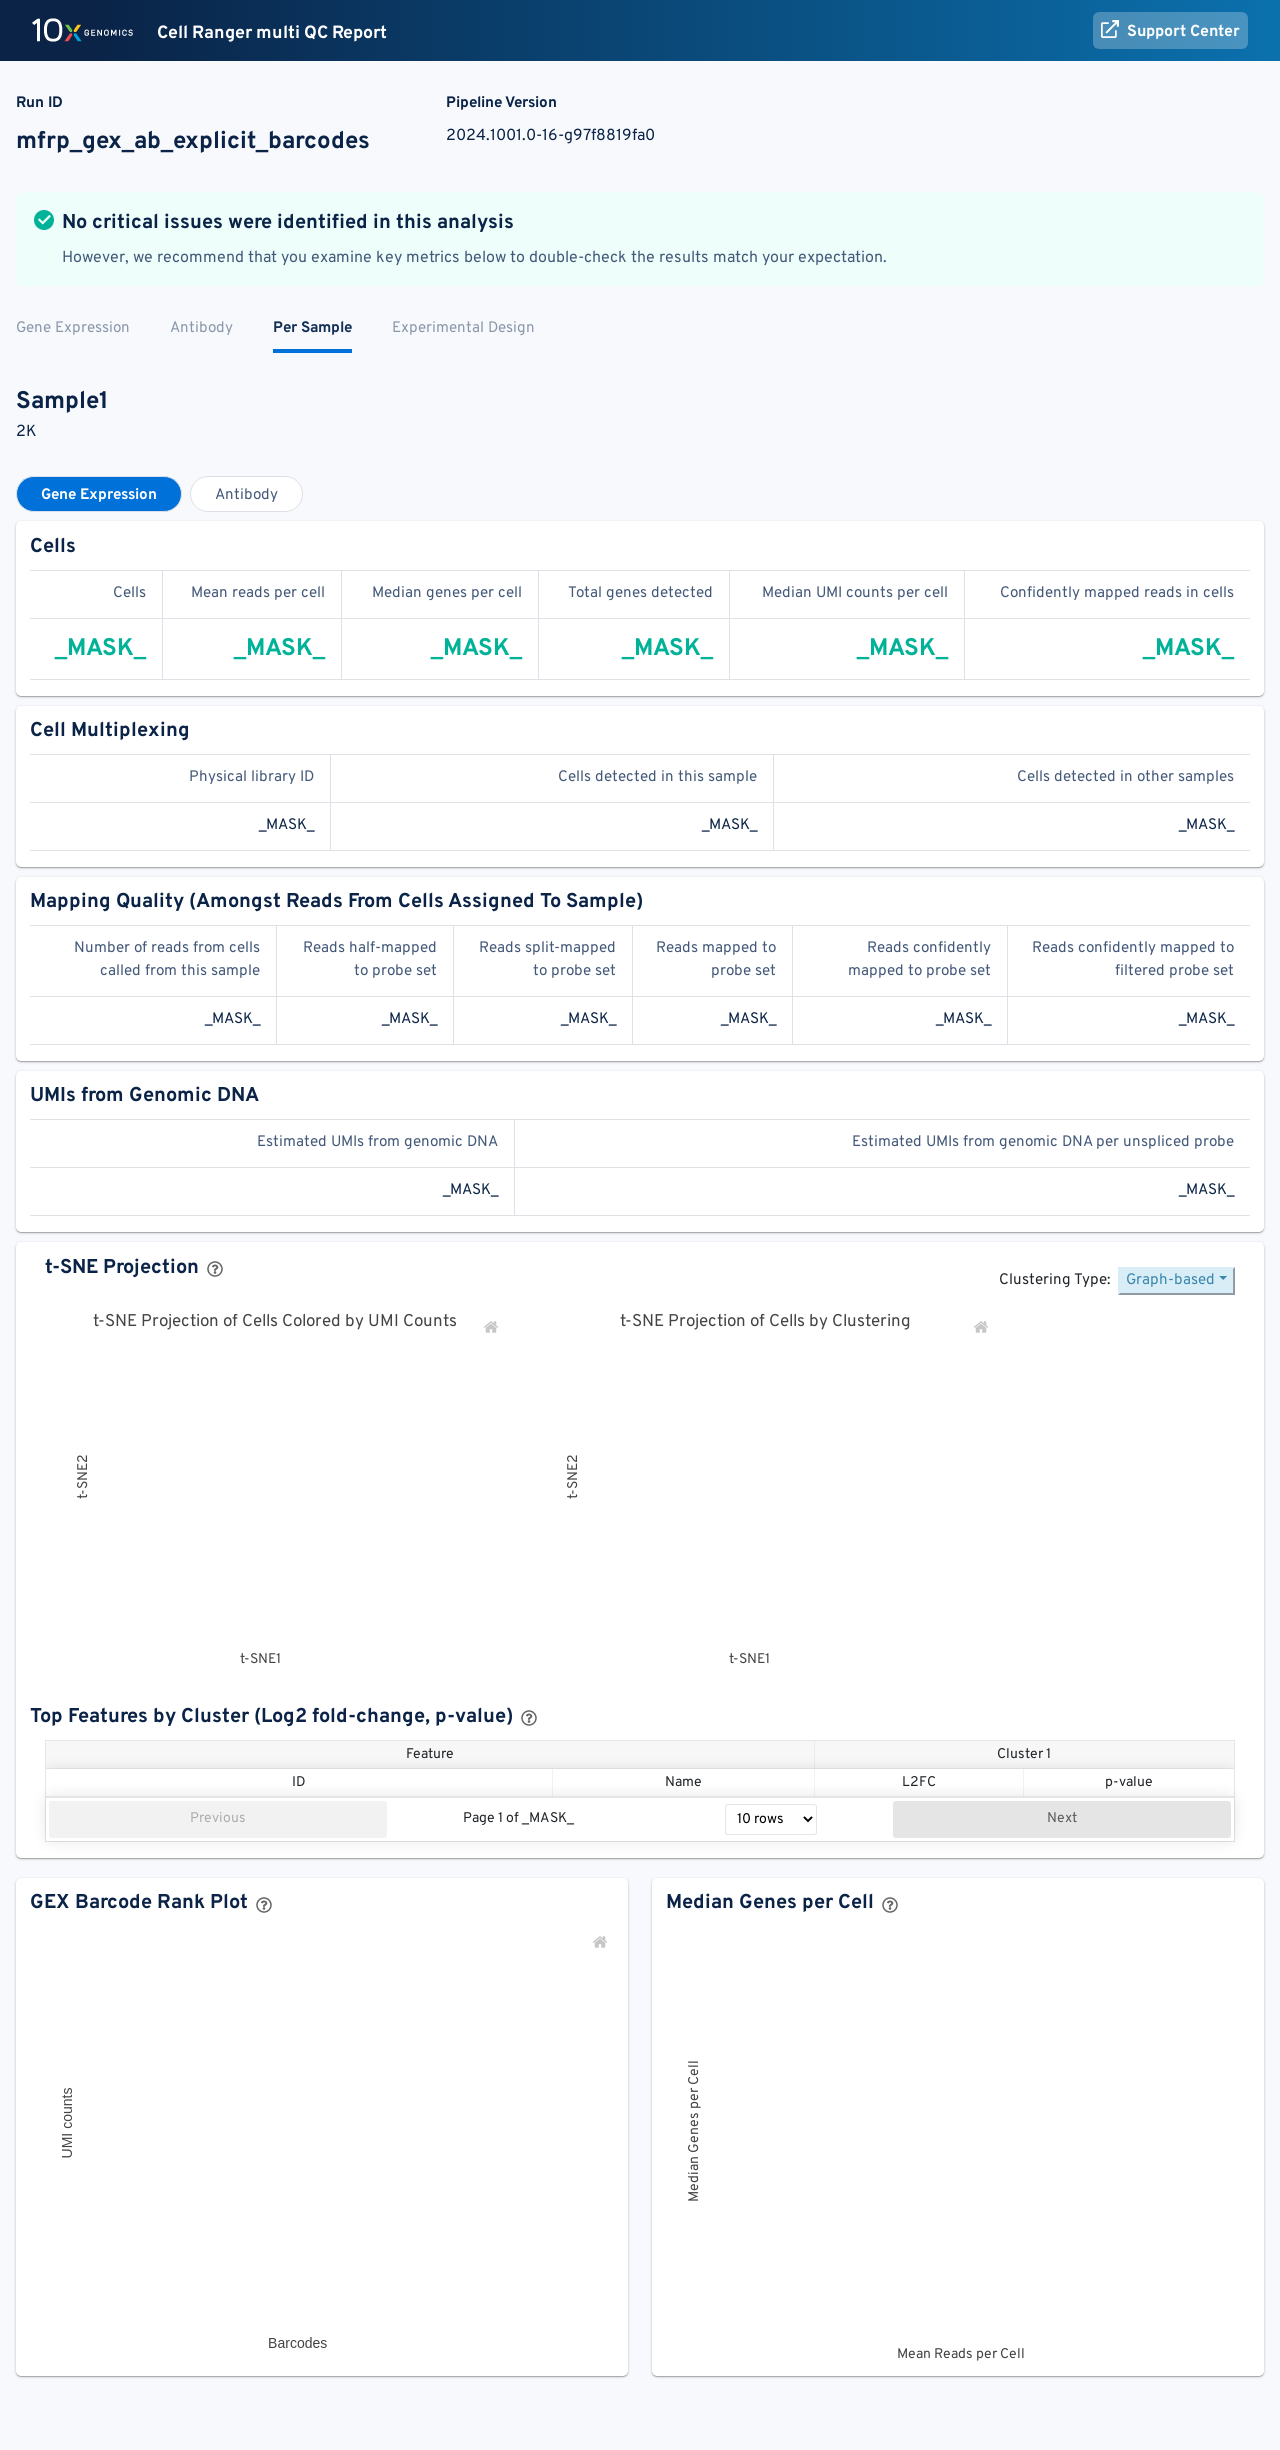 10x GENOMICS Cell Ranger multi QC Report Support Center
Run ID Pipeline Version
mfrp_gex_ab_explicit_barcodes 2024.1001.0-16-g97f8819fa0
No critical issues were identified in this analysis
However, we recommend that you examine key metrics below to double-check the results match your expectation.
Gene Expression Antibody Per Sample Experimental Design
Sample1
2K
Gene Expression Antibody
Cells
Cells Mean reads per cell Median genes per cell Total genes detected Median UMI counts per cell Confidently mapped reads in cells
_MASK_ _MASK_ _MASK_ _MASK_ _MASK_ _MASK_
Cell Multiplexing
Physical library ID Cells detected in this sample Cells detected in other samples
_MASK_ _MASK_ _MASK_
Mapping Quality (Amongst Reads From Cells Assigned To Sample)
Number of reads from cells Reads half-mapped Reads split-mapped Reads mapped to Reads confidently Reads confidently mapped to
called from this sample to probe set to probe set probe set mapped to probe set filtered probe set
_MASK_ _MASK_ _MASK_ _MASK_ _MASK_ _MASK_
UMIs from Genomic DNA
Estimated UMIs from genomic DNA Estimated UMIs from genomic DNA per unspliced probe
_MASK_ _MASK_
t-SNE Projection ?
Clustering Type: Graph-based
t-SNE Projection of Cells Colored by UMI Counts t-SNE Projection of Cells by Clustering
t-SNE2 t-SNE2
t-SNE1 t-SNE1
Top Features by Cluster (Log2 fold-change, p-value) ?
Feature Cluster 1
ID Name L2FC p-value
Previous Page 1 of _MASK_ 10 rows Next
GEX Barcode Rank Plot ? Median Genes per Cell ?
UMI counts Median Genes per Cell
Barcodes
Mean Reads per Cell